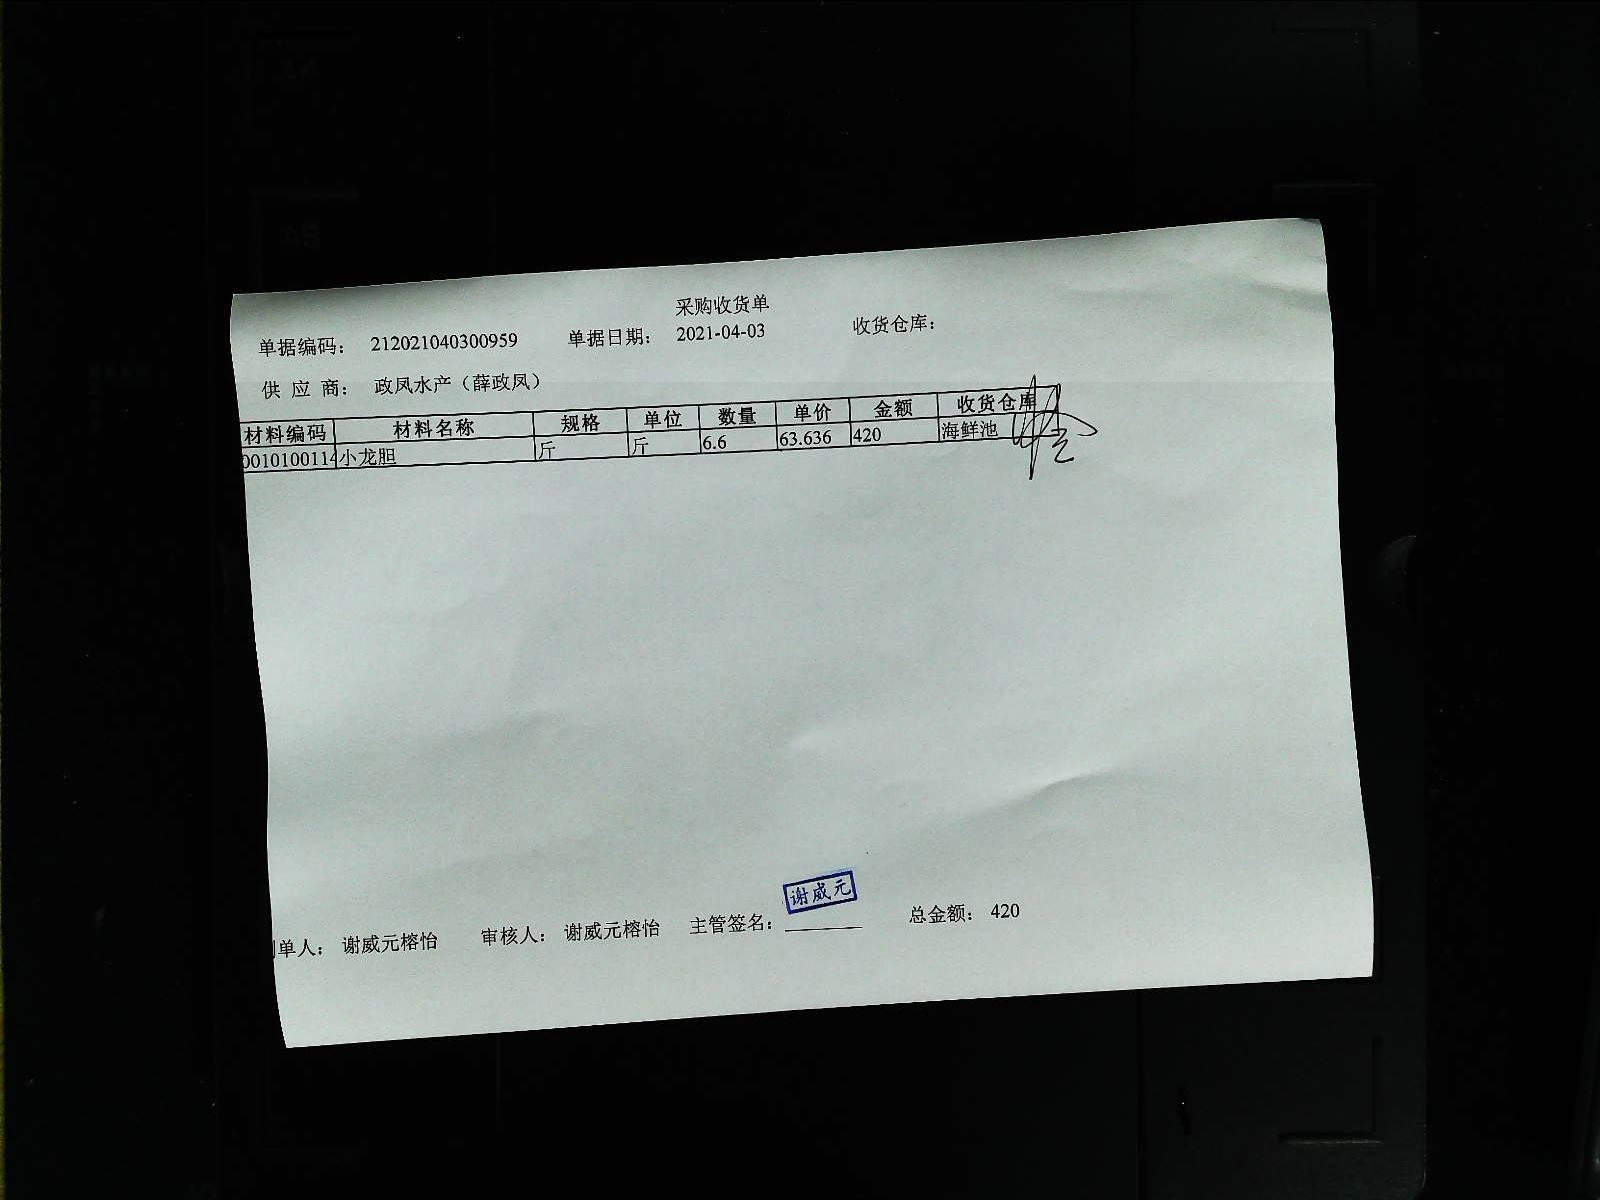 采购收货单
单据编码： 212021040300959 单据日期： 2021-04-03 收货仓库：
供 应 商： 政凤水产（薛政凤）
材料编码 材料名称 规格 单位 数量 单价 金额 收货仓库
0010100114 小龙胆 斤 斤 6.6 63.636 420 海鲜池
谢威元
单人： 谢威元榕怡 审核人： 谢威元榕怡 主管签名： 总金额： 420